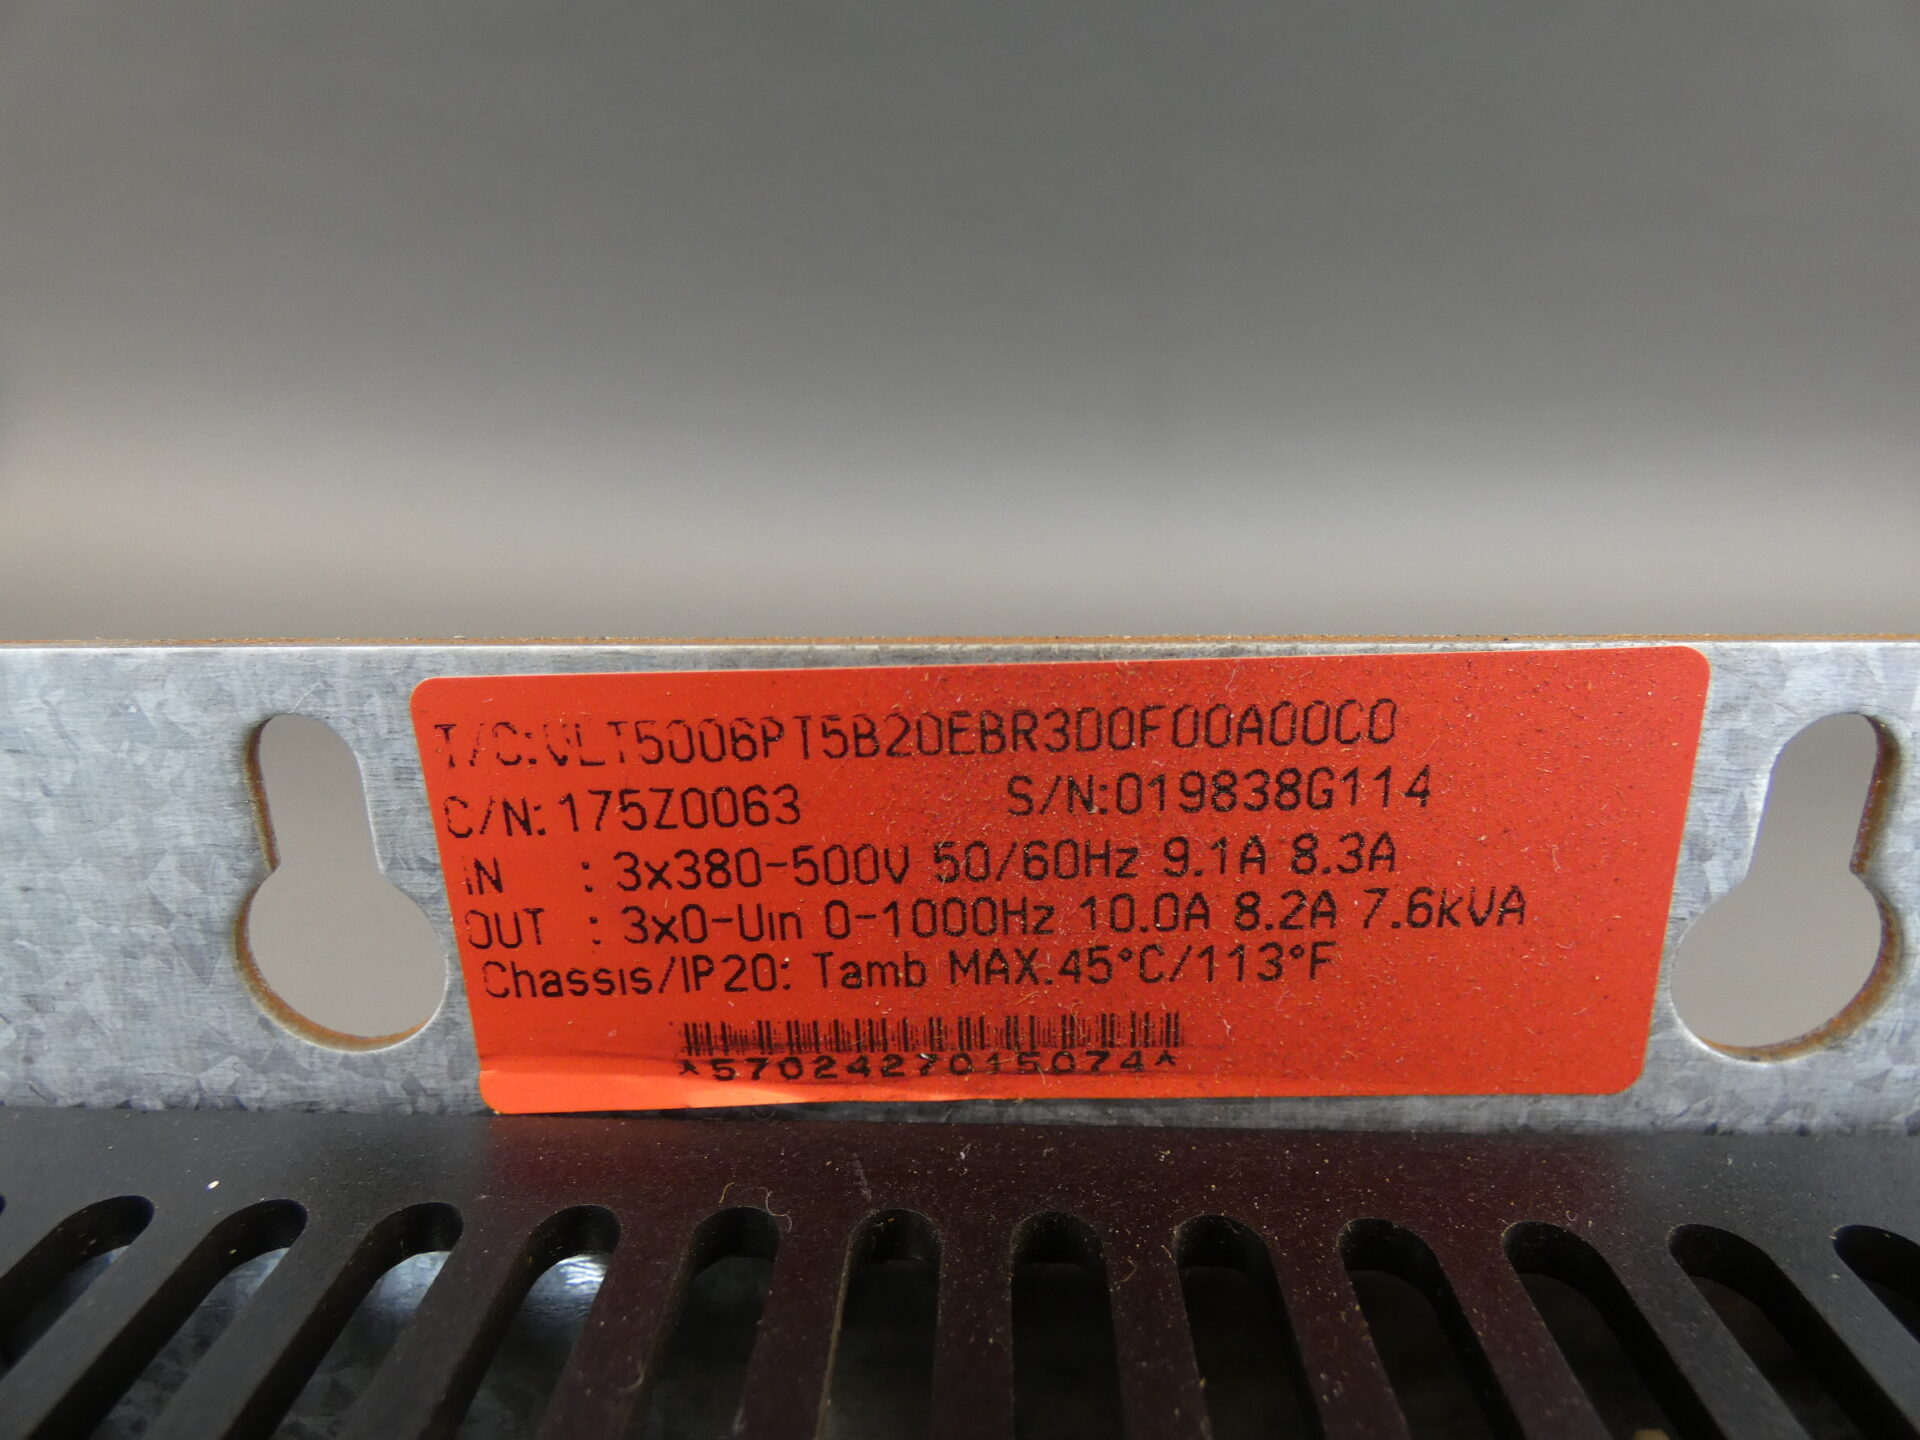 T/C:VLT5006PT5B20EBR3D0F00A00C0
C/N: 175Z0063 S/N:019838G114
IN : 3x380-500V 50/60Hz 9.1A 8.3A
OUT : 3x0-Uin 0-1000Hz 10.0A 8.2A 7.6kVA
Chassis/IP20: Tamb MAX.45°C/113°F
*5702427015074*